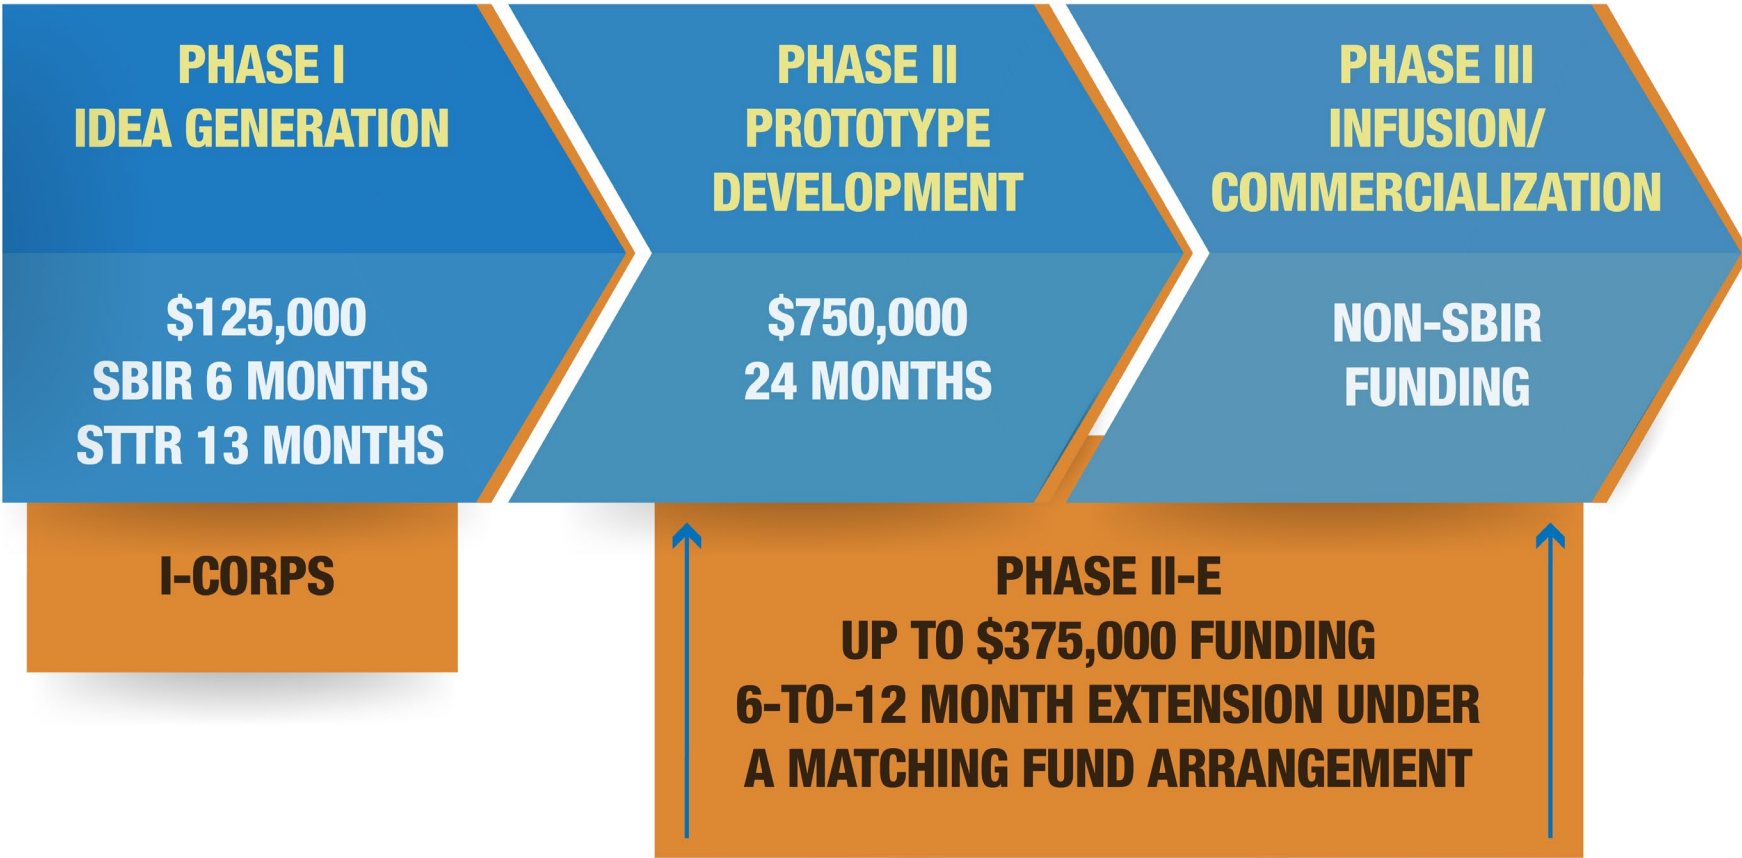 PHASE I
IDEA GENERATION
$125,000
SBIR 6 MONTHS
STTR 13 MONTHS
I-CORPS
PHASE II
PROTOTYPE
DEVELOPMENT
$750,000
24 MONTHS
PHASE III
INFUSION/
COMMERCIALIZATION
NON-SBIR
FUNDING
PHASE II-E
UP TO $375,000 FUNDING
6-TO-12 MONTH EXTENSION UNDER
A MATCHING FUND ARRANGEMENT